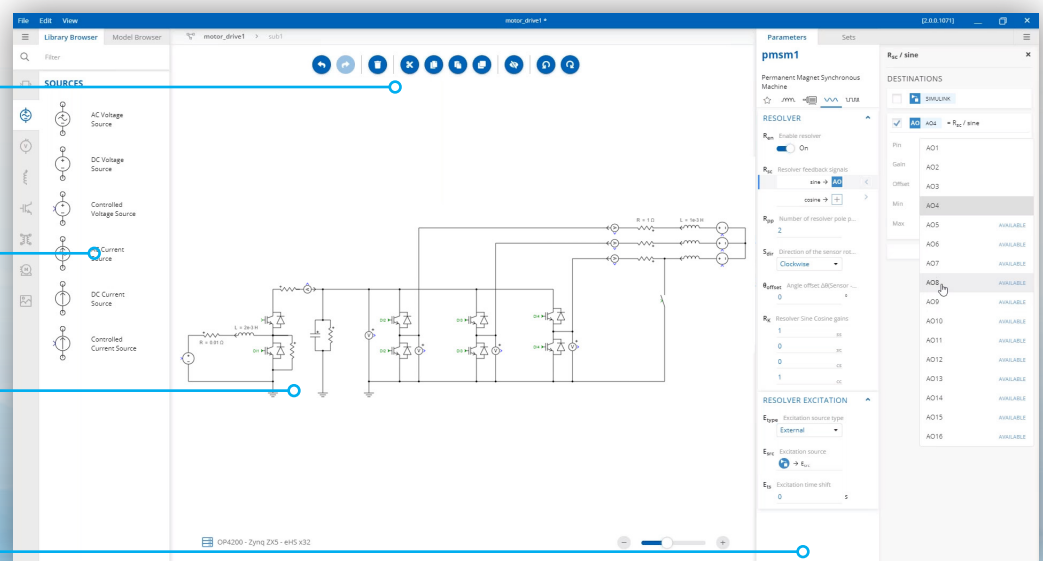 File Edit View
motor_drive1 *
[2.0.0.1071]
Library Browser Model Browser
motor_drive1 sub1
Filter
SOURCES
AC Voltage
Source
DC Voltage
Source
Controlled
Voltage Source
Current
Source
DC Current
Source
Controlled
Current Source
R = 0.01 Ω
L = 2e-3 H
R = 1 Ω
L = 1e-3 H
OP4200 - Zynq ZX5 - eHS x32
Parameters Sets
pmsm1
Permanent Magnet Synchronous
Machine
RESOLVER
Ren Enable resolver
On
Rsc Resolver feedback signals
sine → AO
cosine → +
Rpp Number of resolver pole p...
2
Sdir Direction of the sensor rot...
Clockwise
θoffset Angle offset Δθ(Sensor -...
0 °
RK Resolver Sine Cosine gains
1
0
0
1
RESOLVER EXCITATION
Etype Excitation source type
External
Esrc Excitation source
→ Esrc
Ets Excitation time shift
0 s
Rsc / sine ×
DESTINATIONS
SIMULINK
AO AO4 = Rsc / sine
Pin
Gain
Offset
Min
Max
AO1
AO2
AO3
AO4
AO5 AVAILABLE
AO6 AVAILABLE
AO7 AVAILABLE
AO8 AVAILABLE
AO9 AVAILABLE
AO10 AVAILABLE
AO11 AVAILABLE
AO12 AVAILABLE
AO13 AVAILABLE
AO14 AVAILABLE
AO15 AVAILABLE
AO16 AVAILABLE